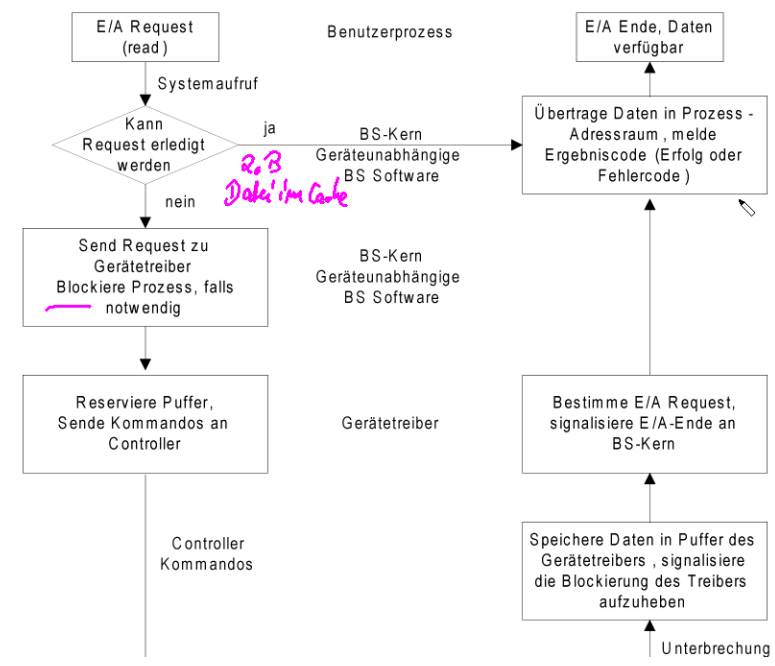 E/A Request
(read)
Benutzerprozess
E/A Ende, Daten
verfügbar
Systemaufruf
Kann
Request erledigt
werden
ja
z.B
Datei im Cache
BS-Kern
Geräteunabhängige
BS Software
Übertrage Daten in Prozess -
Adressraum , melde
Ergebniscode (Erfolg oder
Fehlercode )
nein
Send Request zu
Gerätetreiber
Blockiere Prozess, falls
notwendig
BS-Kern
Geräteunabhängige
BS Software
Reserviere Puffer,
Sende Kommandos an
Controller
Gerätetreiber
Bestimme E/A Request,
signalisiere E/A-Ende an
BS-Kern
Controller
Kommandos
Speichere Daten in Puffer des
Gerätetreibers , signalisiere
die Blockierung des Treibers
aufzuheben
Unterbrechung